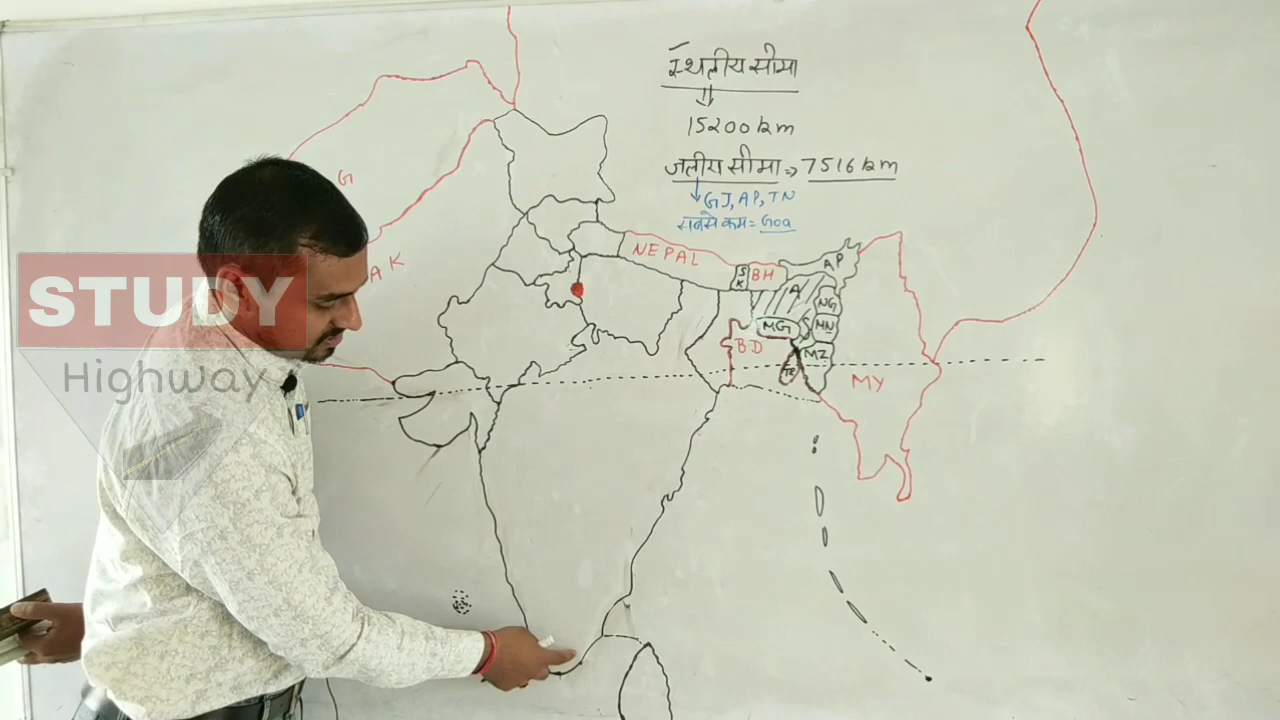 स्थलीय सीमा
⇓
15200 km
जलीय सीमा => 7516 km
↓ GJ, AP, TN
सबसे कम = Goa
G
AK
NEPAL
SK
BH
AP
A
NG
MG
S
MN
BD
MZ
TR
MY
STUDY
Highway